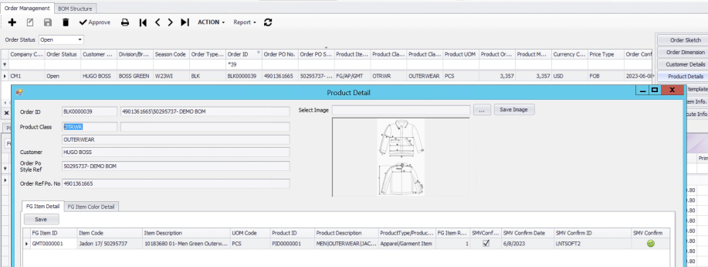 Order Management BOM Structure
Approve ACTION Report
Order Status Open
Company C... Order Status Customer ... Division/Br... Season Code Order Type... Order ID Order PO No. Order PO S... Product Ite... Product Cla... Product Cla... Product UOM Product Or... Product M... Currency C... Price Type Order Conf
*39
CM1 Open HUGO BOSS BOSS GREEN W23WI BLK BLK0000039 4901361665 50295737-... FG/AP/GMT OTRWR OUTERWEAR PCS 3,357 3,357 USD FOB 2023-06-0
Order Sketch
Order Dimension
Customer Details
Product Details
template
Item Info.
Product Detail
Order ID BLK0000039 4901361665\50295737- DEMO BOM
Select Image ... Save Image
Product Class OTRWR
OUTERWEAR
Customer HUGO BOSS
Order Po Style Ref 50295737- DEMO BOM
Order Ref Po. No 4901361665
FG Item Detail FG Item Color Detail
Save
FG Item ID Item Code Item Description UOM Code Product ID Product Description ProductType/Produc... FG Item R... SMVConf... SMV Confirm Date SMV Confirm ID SMV Confirm
GMT0000001 Jadon 17/ 50295737 10183680 01- Men Green Outerw... PCS PID0000001 MEN|OUTERWEAR|JAC... Apparel/Garment Item 1 6/8/2023 LNTSOFT2